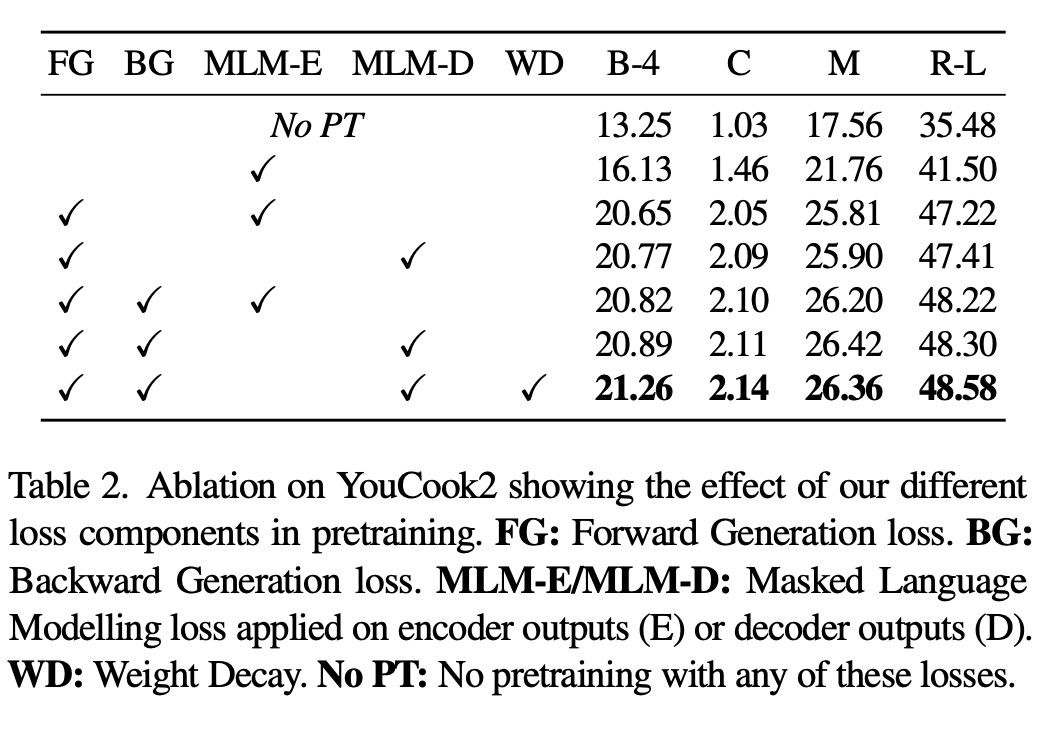 FG BG MLM-E MLM-D WD B-4 C M R-L
No PT 13.25 1.03 17.56 35.48
✓ 16.13 1.46 21.76 41.50
✓ ✓ 20.65 2.05 25.81 47.22
✓ ✓ 20.77 2.09 25.90 47.41
✓ ✓ ✓ 20.82 2.10 26.20 48.22
✓ ✓ ✓ 20.89 2.11 26.42 48.30
✓ ✓ ✓ ✓ 21.26 2.14 26.36 48.58
Table 2. Ablation on YouCook2 showing the effect of our different
loss components in pretraining. FG: Forward Generation loss. BG:
Backward Generation loss. MLM-E/MLM-D: Masked Language
Modelling loss applied on encoder outputs (E) or decoder outputs (D).
WD: Weight Decay. No PT: No pretraining with any of these losses.